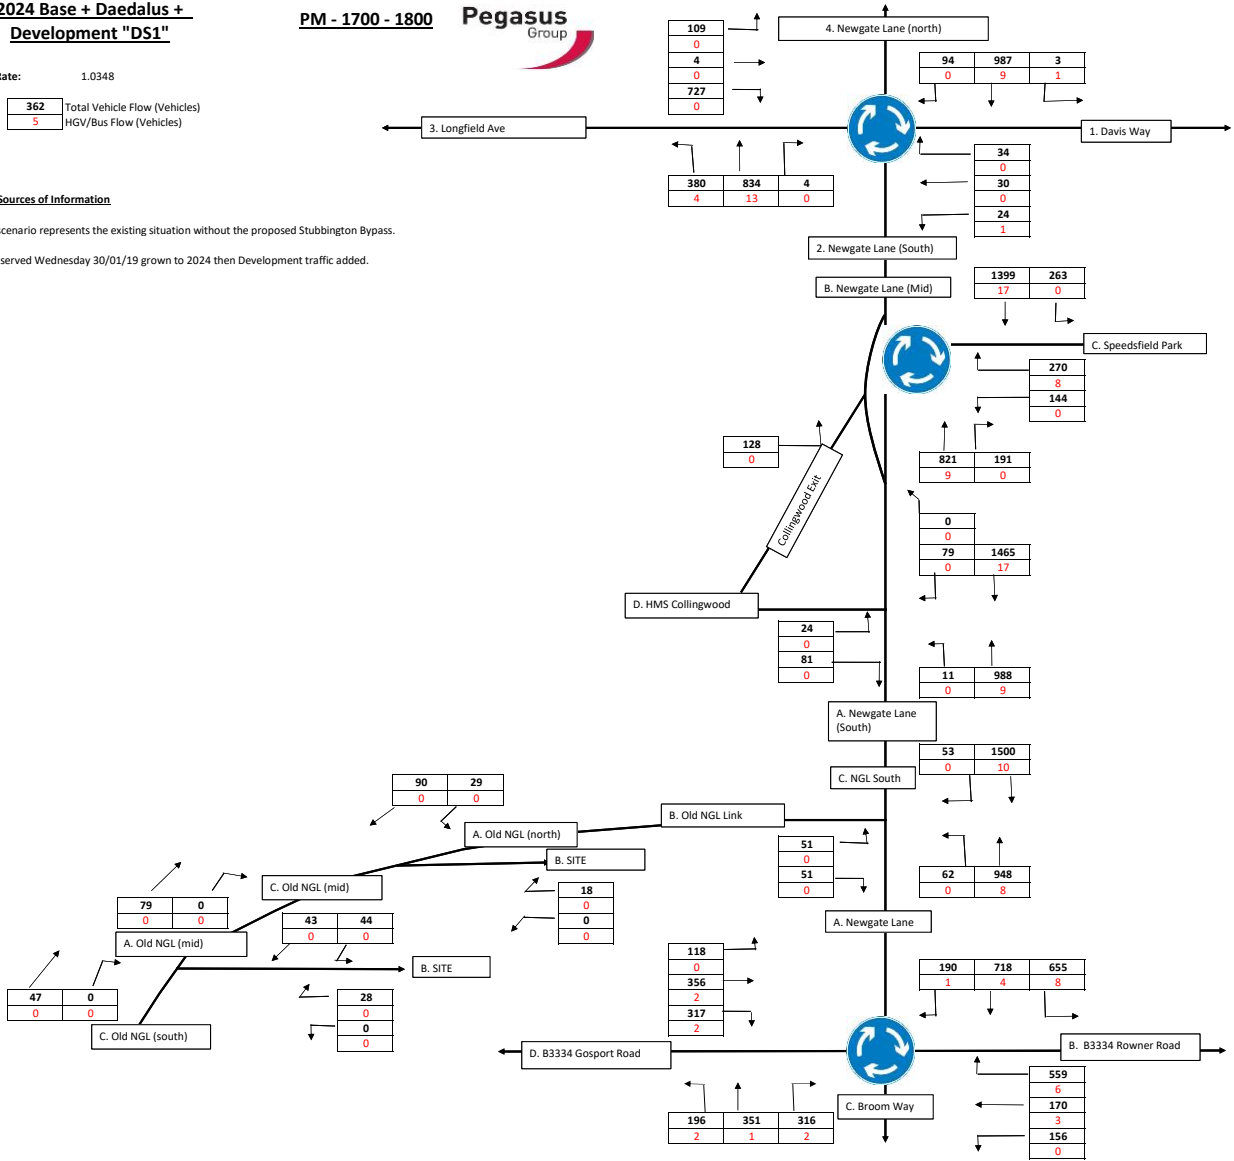 2024 Base + Daedalus +
Development "DS1"
PM - 1700 - 1800
Pegasus
Group
Rate: 1.0348
362 Total Vehicle Flow (Vehicles)
5 HGV/Bus Flow (Vehicles)
Sources of Information
scenario represents the existing situation without the proposed Stubbington Bypass.
served Wednesday 30/01/19 grown to 2024 then Development traffic added.
109
0
4
0
727
0
4. Newgate Lane (north)
94 987 3
0 9 1
3. Longfield Ave
1. Davis Way
380 834 4
4 13 0
34
0
30
0
24
1
2. Newgate Lane (South)
B. Newgate Lane (Mid)
1399 263
17 0
C. Speedsfield Park
270
8
144
0
128
0
821 191
9 0
Collingwood Exit
0
0
79 1465
0 17
D. HMS Collingwood
24
0
81
0
11 988
0 9
A. Newgate Lane
(South)
53 1500
0 10
C. NGL South
90 29
0 0
B. Old NGL Link
A. Old NGL (north)
51
0
51
0
62 948
0 8
B. SITE
C. Old NGL (mid)
18
0
0
0
79 0
0 0
43 44
0 0
A. Newgate Lane
A. Old NGL (mid)
B. SITE
118
0
356
2
317
2
190 718 655
1 4 8
47 0
0 0
28
0
0
0
C. Old NGL (south)
D. B3334 Gosport Road
B. B3334 Rowner Road
559
6
170
3
156
0
C. Broom Way
196 351 316
2 1 2